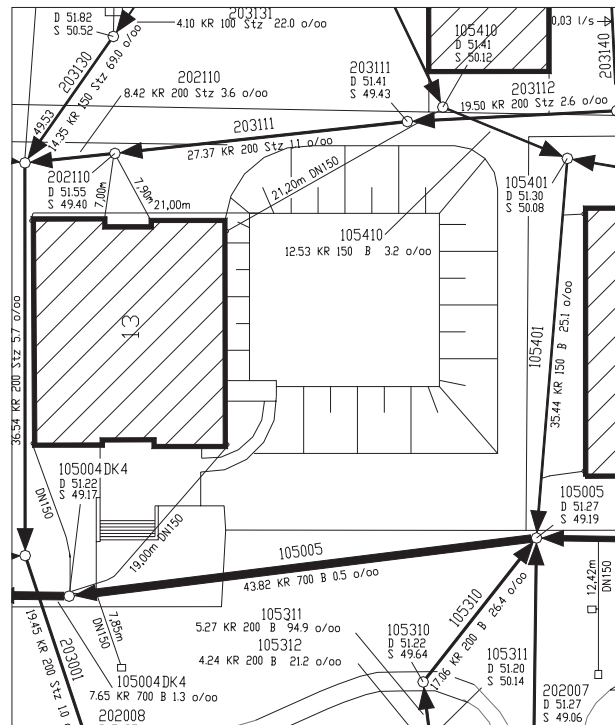 203131
4.10 KR 100 Stz 22.0 o/oo
D 51.82
S 50.52
203130
14.35 KR 150 Stz 69.0 o/oo
49.53
202110
8.42 KR 200 Stz 3.6 o/oo
203111
D 51.41
S 49.43
105410
D 51.41
S 50.12
0,03 l/s
203140
203112
19.50 KR 200 Stz 2.6 o/oo
203111
27.37 KR 200 Stz 11 o/oo
202110
D 51.55
S 49.40
7,00m
7,90m
21,00m
21,20m DN150
105401
D 51.30
S 50.08
105410
12.53 KR 150 B 3.2 o/oo
13
36.54 KR 200 Stz 5.7 o/oo
105401
35.44 KR 150 B 25.1 o/oo
105004DK4
D 51.22
S 49.17
DN150
19,00m DN150
105005
D 51.27
S 49.19
105005
43.82 KR 700 B 0.5 o/oo
12,42m
DN150
203001
19.45 KR 200 Stz 1.0
7,85m
DN150
105311
5.27 KR 200 B 94.9 o/oo
105312
4.24 KR 200 B 21.2 o/oo
105310
D 51.22
S 49.64
105310
17.06 KR 200 B 26.4 o/oo
105311
D 51.20
S 50.14
105004DK4
7.65 KR 700 B 1.3 o/oo
202008
202007
D 51.27
S 49.06